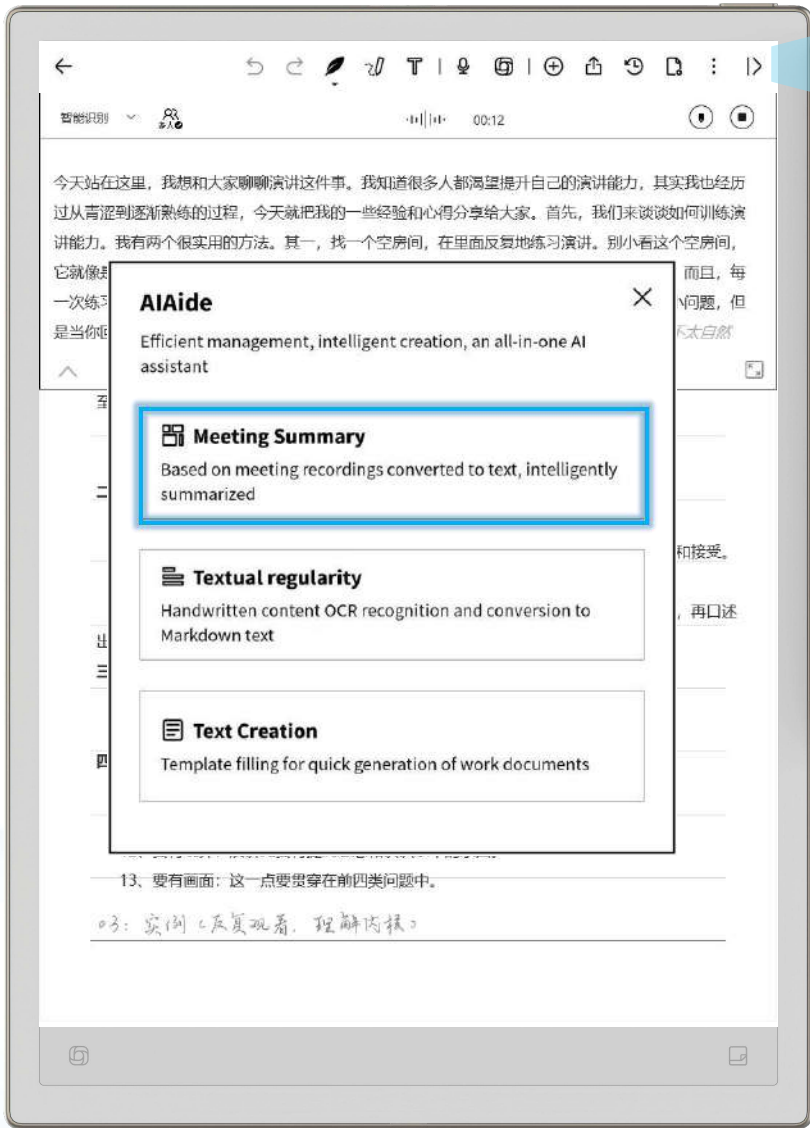 智能识别
多人
00:12
今天站在这里，我想和大家聊聊演讲这件事。我知道很多人都渴望提升自己的演讲能力，其实我也经历
过从青涩到逐渐熟练的过程，今天就把我的一些经验和心得分享给大家。首先，我们来谈谈如何训练演
讲能力。我有两个很实用的方法。其一，找一个空房间，在里面反复地练习演讲。别小看这个空房间，
它就像是 而且，每
一次练习 小问题，但
是当你回 不太自然
AIAide
Efficient management, intelligent creation, an all-in-one AI
assistant
至
Meeting Summary
Based on meeting recordings converted to text, intelligently
summarized
二
和接受。
Textual regularity
Handwritten content OCR recognition and conversion to
Markdown text
，再口述
出
三
Text Creation
Template filling for quick generation of work documents
四
13、要有画面：这一点要贯穿在前四类问题中。
03：实例（反复观看，理解内核）